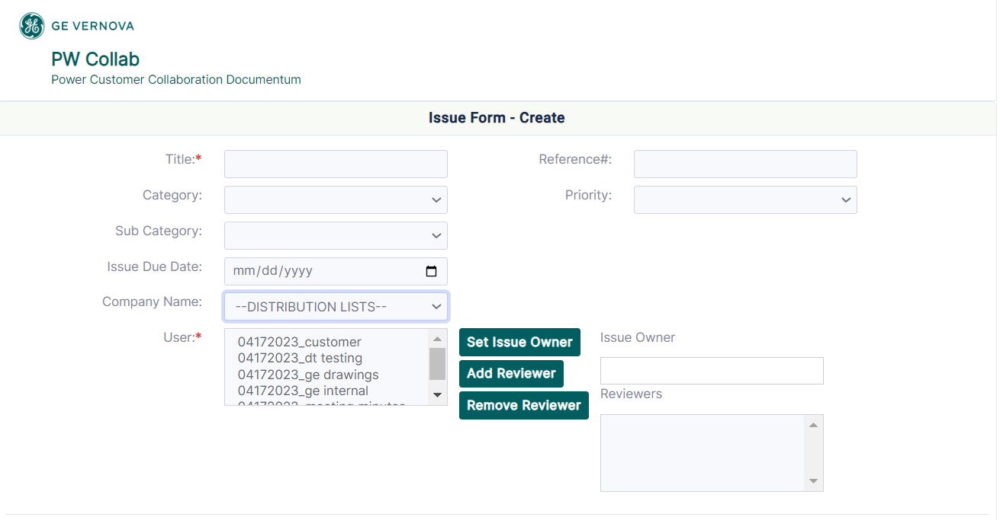 GE VERNOVA
PW Collab
Power Customer Collaboration Documentum
Issue Form - Create
Title:*
Reference#:
Category:
Priority:
Sub Category:
Issue Due Date: mm/dd/yyyy
Company Name: --DISTRIBUTION LISTS--
User:*
04172023_customer
04172023_dt testing
04172023_ge drawings
04172023_ge internal
04172023_meeting minutes
Set Issue Owner
Add Reviewer
Remove Reviewer
Issue Owner
Reviewers